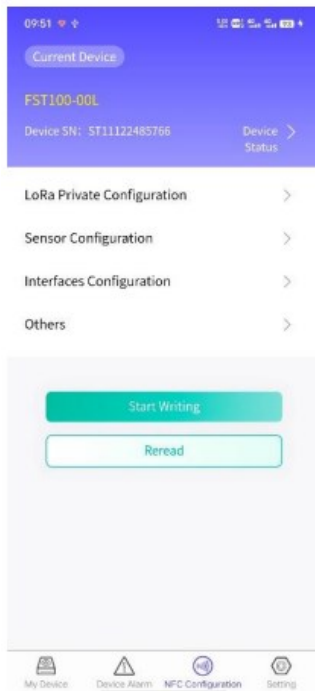 09:51
Current Device
FST100-00L
Device SN: ST11122485766
Device
Status
LoRa Private Configuration
Sensor Configuration
Interfaces Configuration
Others
Start Writing
Reread
My Device Device Alarm NFC Configuration Setting